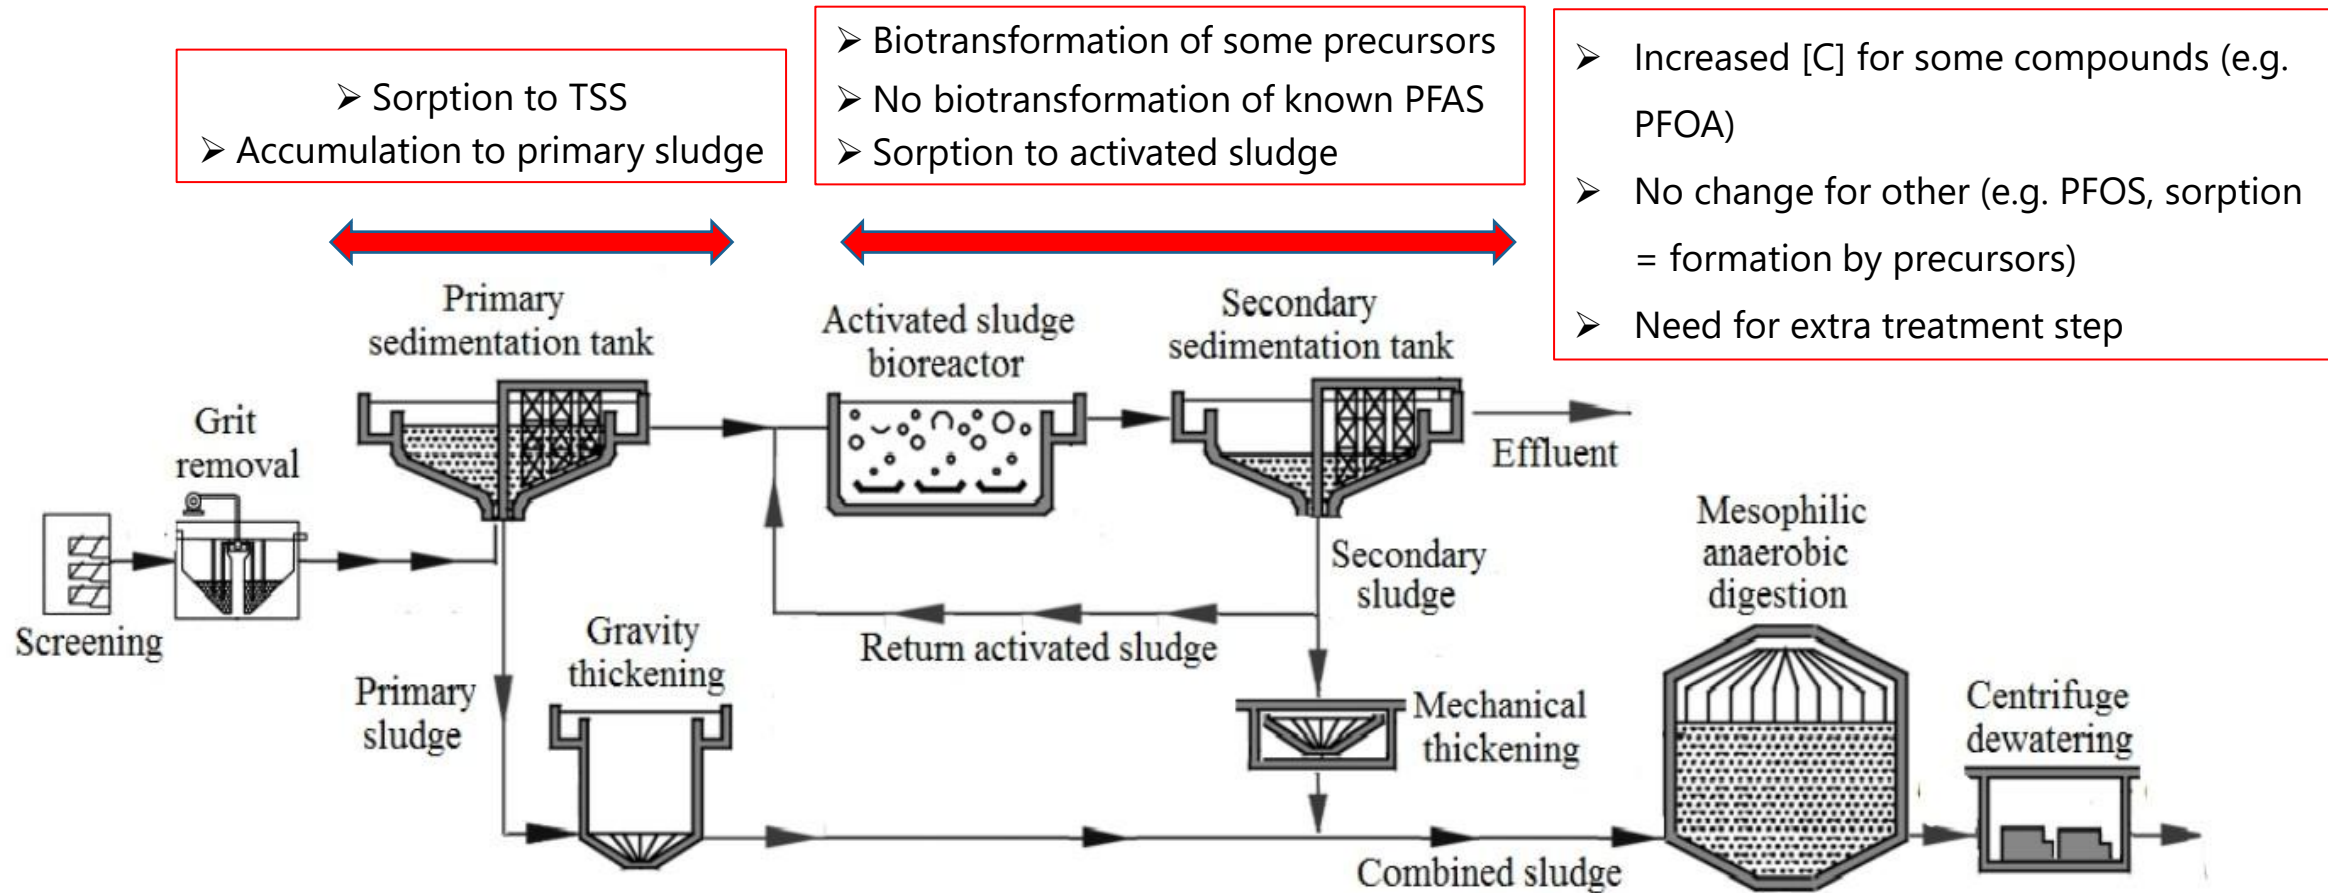 ➢ Sorption to TSS
➢ Accumulation to primary sludge
➢ Biotransformation of some precursors
➢ No biotransformation of known PFAS
➢ Sorption to activated sludge
➢ Increased [C] for some compounds (e.g.
PFOA)
➢ No change for other (e.g. PFOS, sorption
= formation by precursors)
➢ Need for extra treatment step
Primary
sedimentation tank
Activated sludge
bioreactor
Secondary
sedimentation tank
Grit
removal
Effluent
Screening
Secondary
sludge
Return activated sludge
Mesophilic
anaerobic
digestion
Gravity
thickening
Primary
sludge
Mechanical
thickening
Centrifuge
dewatering
Combined sludge